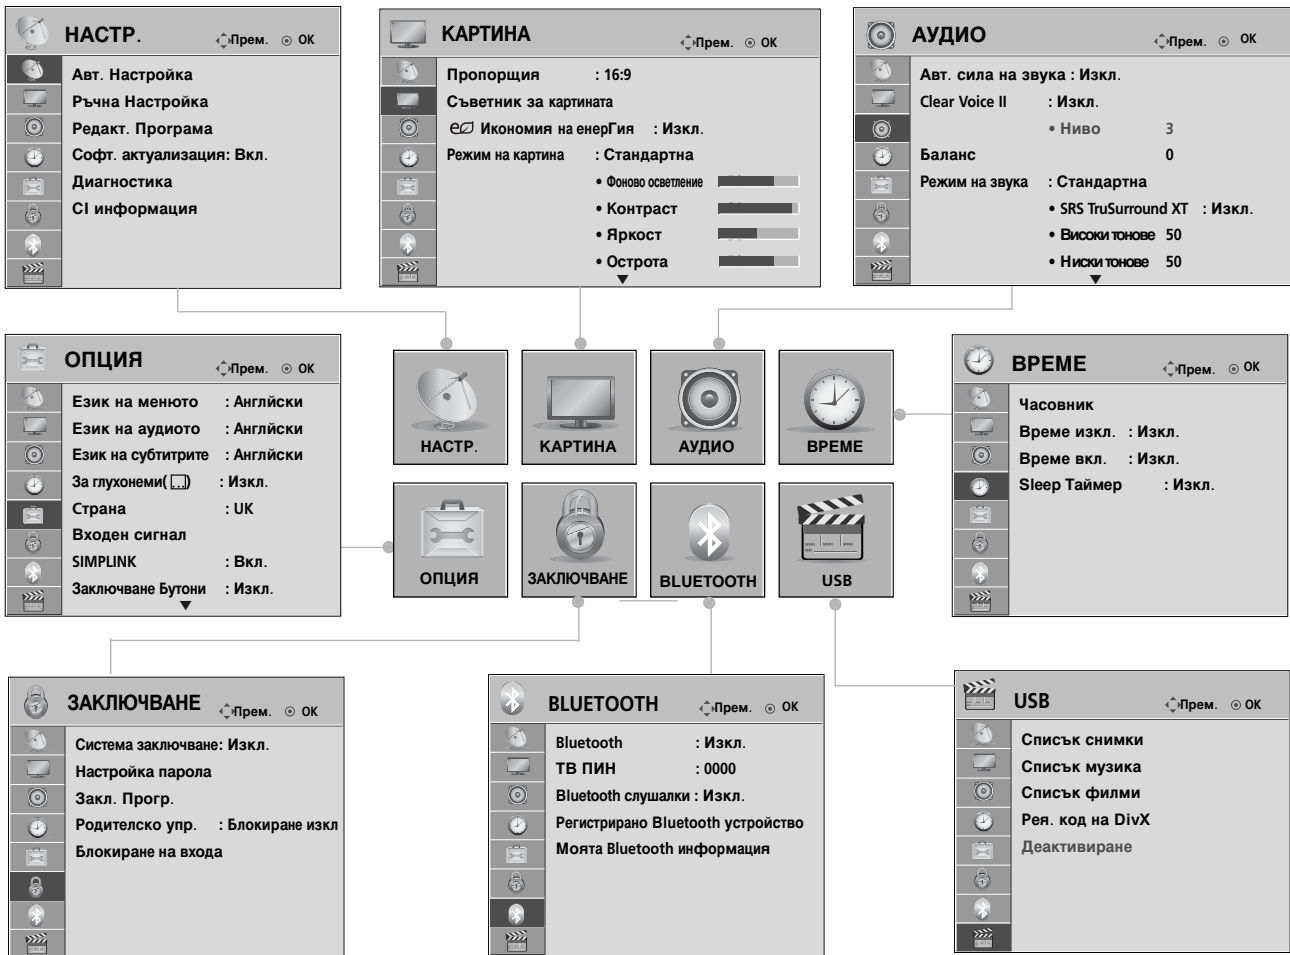 НАСТР. Прем. OK
Авт. Настройка
Ръчна Настройка
Редакт. Програма
Софт. актуализация: Вкл.
Диагностика
CI информация
КАРТИНА Прем. OK
Пропорщия : 16:9
Съветник за картината
eco Икономия на енерГия : Изкл.
Режим на картина : Стандартна
• Фоново осветление
• Контраст
• Яркост
• Острота
АУДИО Прем. OK
Авт. сила на звука : Изкл.
Clear Voice II : Изкл.
• Ниво 3
Баланс 0
Режим на звука : Стандартна
• SRS TruSurround XT : Изкл.
• Високи тонове 50
• Ниски тонове 50
ОПЦИЯ Прем. OK
Език на менюто : Англйски
Език на аудиото : Англйски
Език на субтитрите : Англйски
За глухонеми( ) : Изкл.
Страна : UK
Входен сигнал
SIMPLINK : Вкл.
Заключване Бутони : Изкл.
НАСТР.
КАРТИНА
АУДИО
ВРЕМЕ
ОПЦИЯ
ЗАКЛЮЧВАНЕ
BLUETOOTH
USB
ВРЕМЕ Прем. OK
Часовник
Време изкл. : Изкл.
Време вкл. : Изкл.
Sleep Таймер : Изкл.
ЗАКЛЮЧВАНЕ Прем. OK
Система заключване: Изкл.
Настройка парола
Закл. Прогр.
Родителско упр. : Блокиране изкл
Блокиране на входа
BLUETOOTH Прем. OK
Bluetooth : Изкл.
ТВ ПИН : 0000
Bluetooth слушалки : Изкл.
Регистрирано Bluetooth устройство
Моята Bluetooth информация
USB Прем. OK
Списък снимки
Списък музика
Списък филми
Рея. код на DivX
Деактивиране